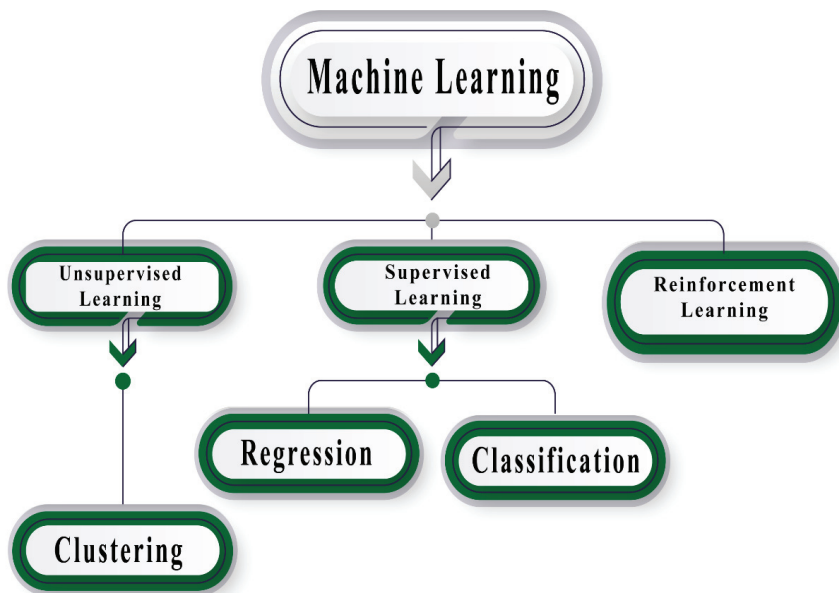 Machine Learning
Unsupervised
Learning
Supervised
Learning
Reinforcement
Learning
Regression
Classification
Clustering